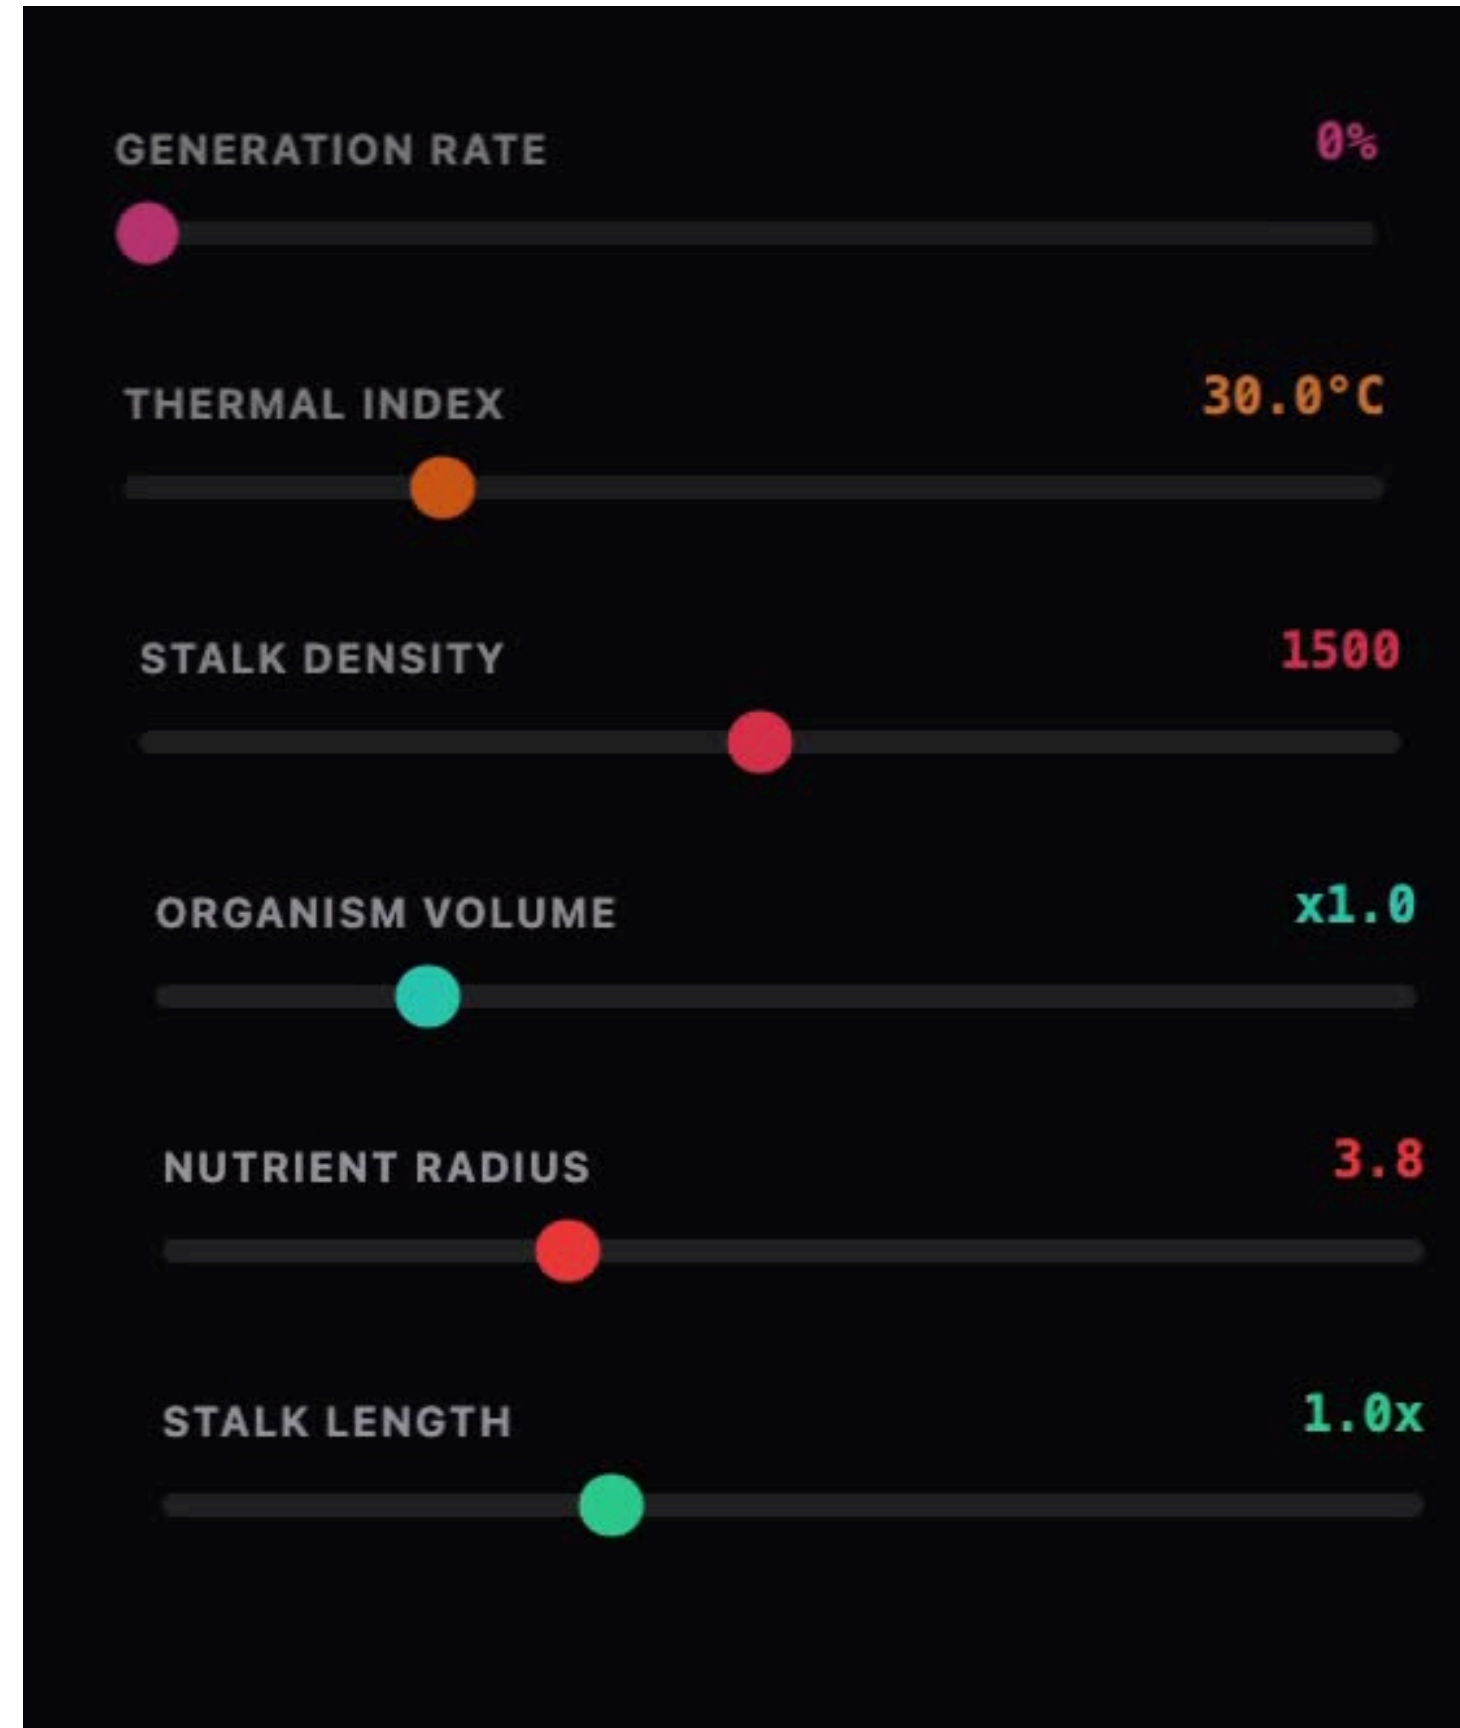 GENERATION RATE 0%
THERMAL INDEX 30.0°C
STALK DENSITY 1500
ORGANISM VOLUME x1.0
NUTRIENT RADIUS 3.8
STALK LENGTH 1.0x